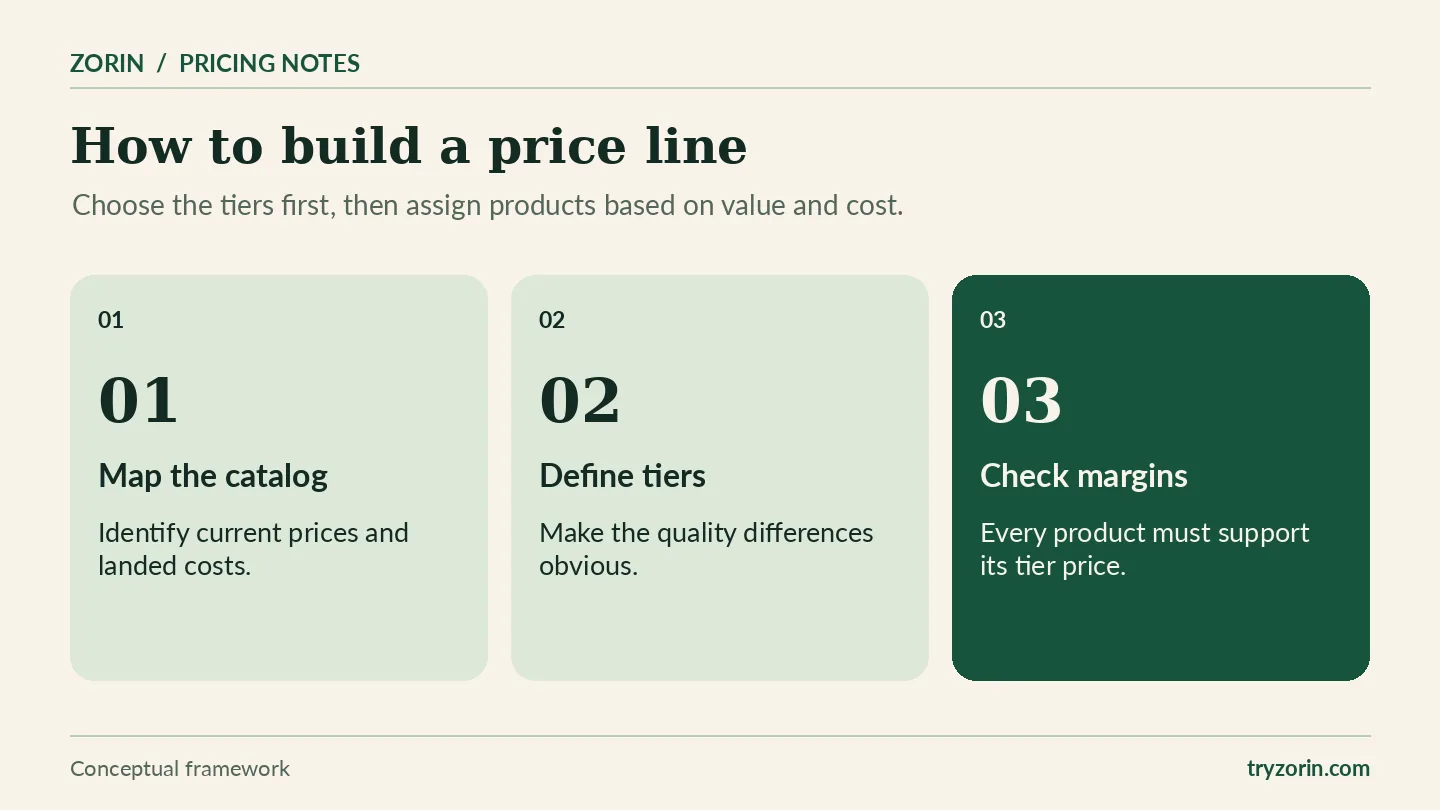 ZORIN / PRICING NOTES
How to build a price line
Choose the tiers first, then assign products based on value and cost.
01
01
Map the catalog
Identify current prices and
landed costs.
02
02
Define tiers
Make the quality differences
obvious.
03
03
Check margins
Every product must support
its tier price.
Conceptual framework
tryzorin.com